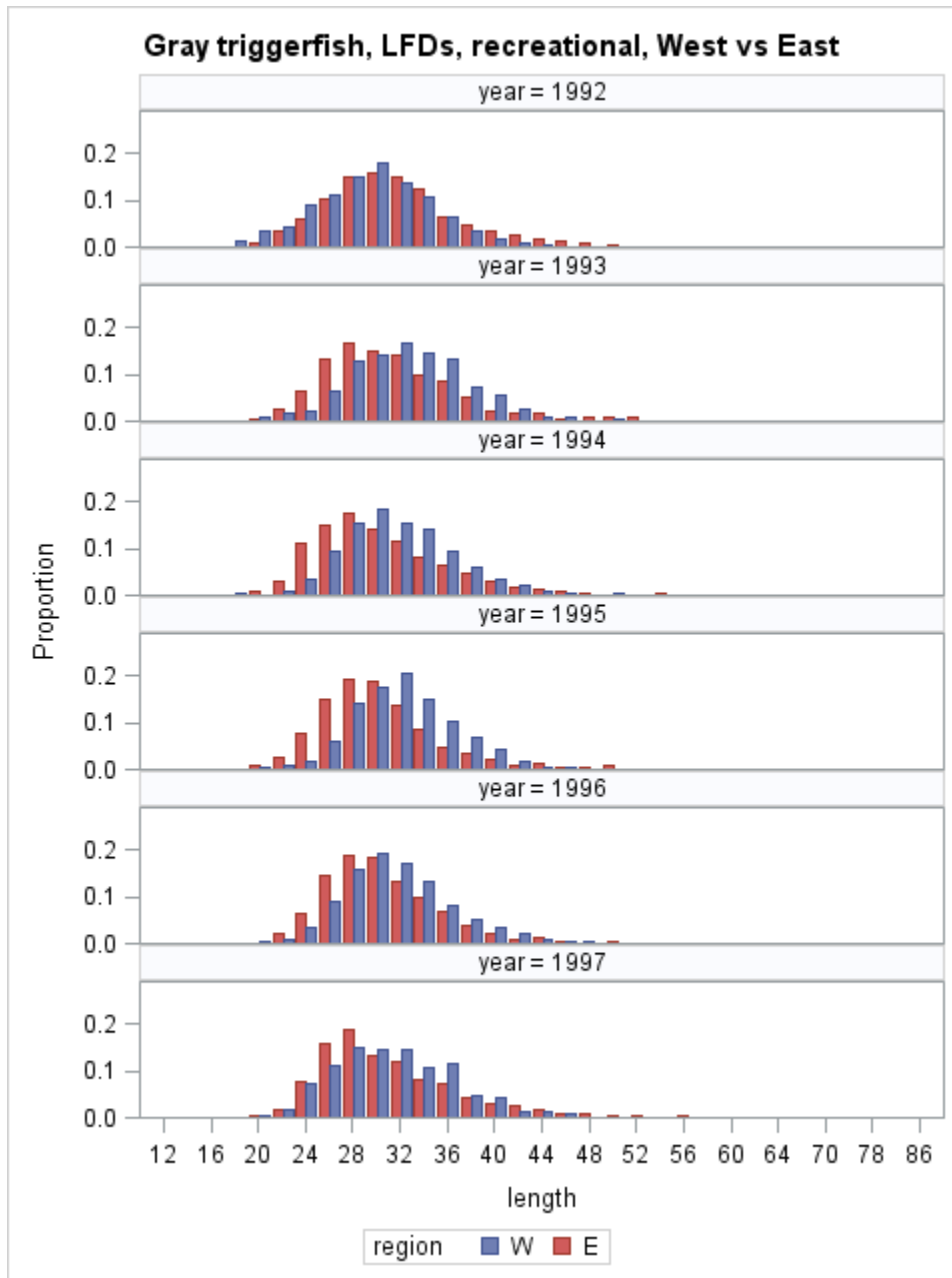 Gray triggerfish, LFDs, recreational, West vs East
year = 1992
0.2
0.1
0.0
year = 1993
0.2
0.1
0.0
year = 1994
0.2
0.1
0.0
year = 1995
0.2
0.1
0.0
year = 1996
0.2
0.1
0.0
year = 1997
0.2
0.1
0.0
Proportion
12 16 20 24 28 32 36 40 44 48 52 56 60 64 70 78 86
length
region W E